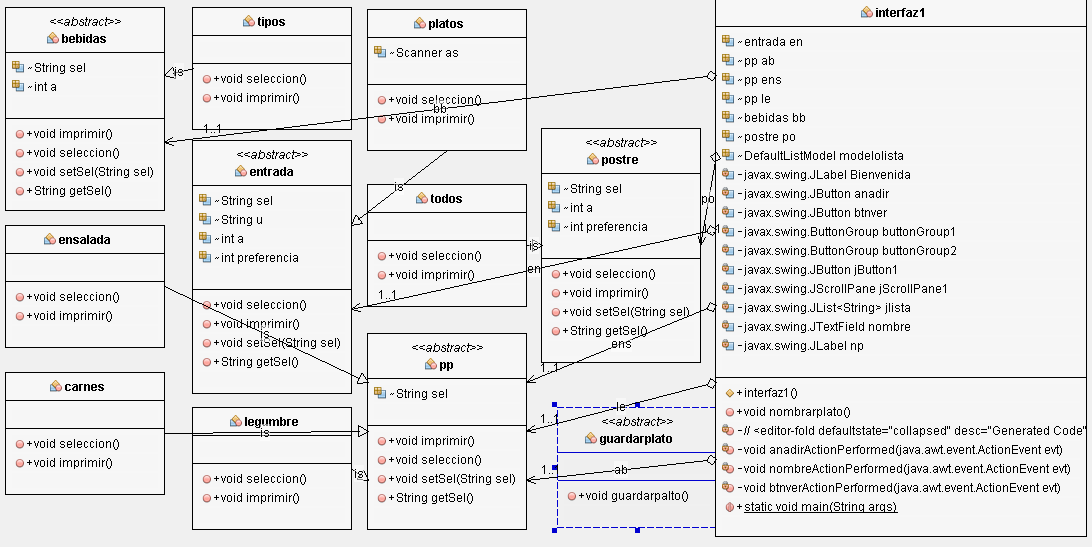 <<abstract>>
bebidas
~String sel
~int a
+void imprimir()
+void seleccion()
+void setSel(String sel)
+String getSel()
is
tipos
+void seleccion()
+void imprimir()
1..1
platos
~Scanner as
+void seleccion()
bb
+void imprimir()
<<abstract>>
entrada
~String sel
~String u
~int a
~int preferencia
+void seleccion()
+void imprimir()
+void setSel(String sel)
+String getSel()
is
todos
+void seleccion()
+void imprimir()
1..1
is
en
<<abstract>>
postre
~String sel
~int a
~int preferencia
+void seleccion()
+void imprimir()
+void setSel(String sel)
+String getSel()
ens
po
ensalada
+void seleccion()
+void imprimir()
is
carnes
+void seleccion()
+void imprimir()
legumbre
is
+void seleccion()
+void imprimir()
is
<<abstract>>
pp
~String sel
+void imprimir()
+void seleccion()
+void setSel(String sel)
+String getSel()
1..1
1..1
le
1..
ab
<<abstract>>
guardarplato
+void guardarpalto()
interfaz1
~entrada en
~pp ab
~pp ens
~pp le
~bebidas bb
~postre po
~DefaultListModel modelolista
-javax.swing.JLabel Bienvenida
-javax.swing.JButton anadir
-javax.swing.JButton btnver
-javax.swing.ButtonGroup buttonGroup1
-javax.swing.ButtonGroup buttonGroup2
-javax.swing.JButton jButton1
-javax.swing.JScrollPane jScrollPane1
-javax.swing.JList<String> jlista
-javax.swing.JTextField nombre
-javax.swing.JLabel np
+interfaz1()
+void nombrarplato()
-// <editor-fold defaultstate="collapsed" desc="Generated Code"
-void anadirActionPerformed(java.awt.event.ActionEvent evt)
-void nombreActionPerformed(java.awt.event.ActionEvent evt)
-void btnverActionPerformed(java.awt.event.ActionEvent evt)
+static void main(String args)